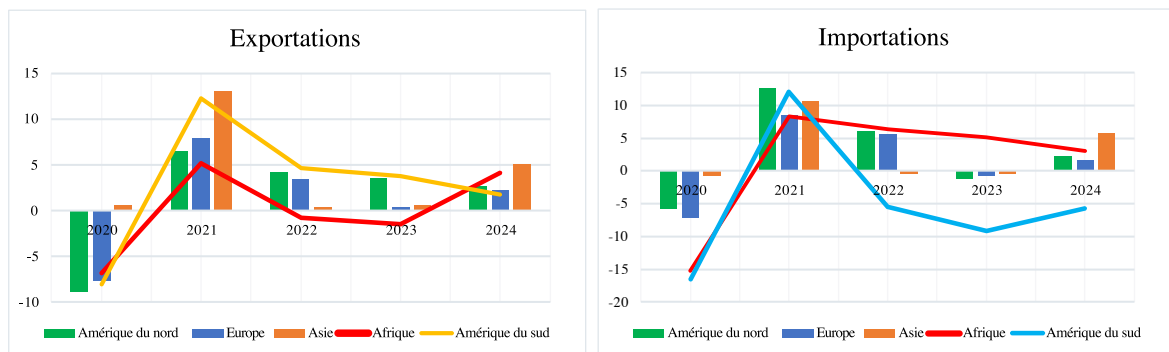 Exportations
15
10
5
0
-5
-10
2020
2021
2022
2023
2024
Amérique du nord
Europe
Asie
Afrique
Amérique du sud
Importations
15
10
5
0
-5
-10
-15
-20
2020
2021
2022
2023
2024
Amérique du nord
Europe
Asie
Afrique
Amérique du sud